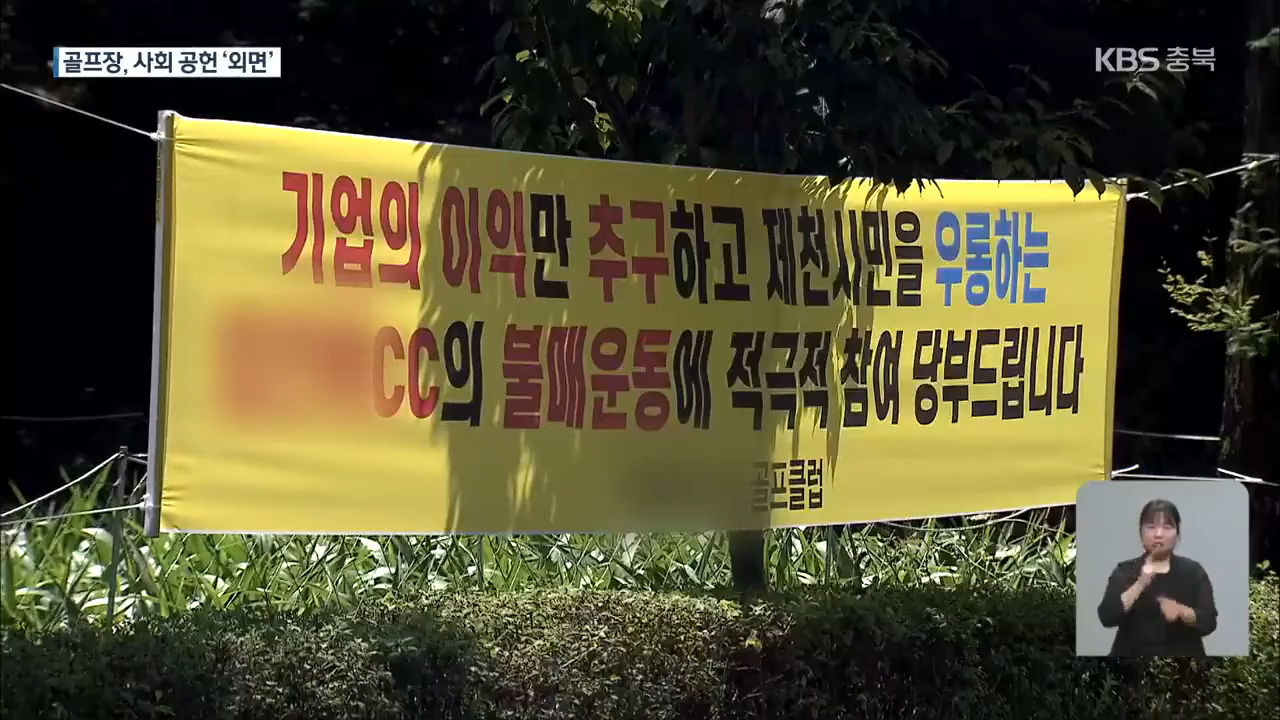 골프장, 사회 공헌 '외면'
KBS 충북
기업의 이익만 추구하고 제천시민을 우롱하는
CC의 불매운동에 적극적 참여 당부드립니다
골프클럽